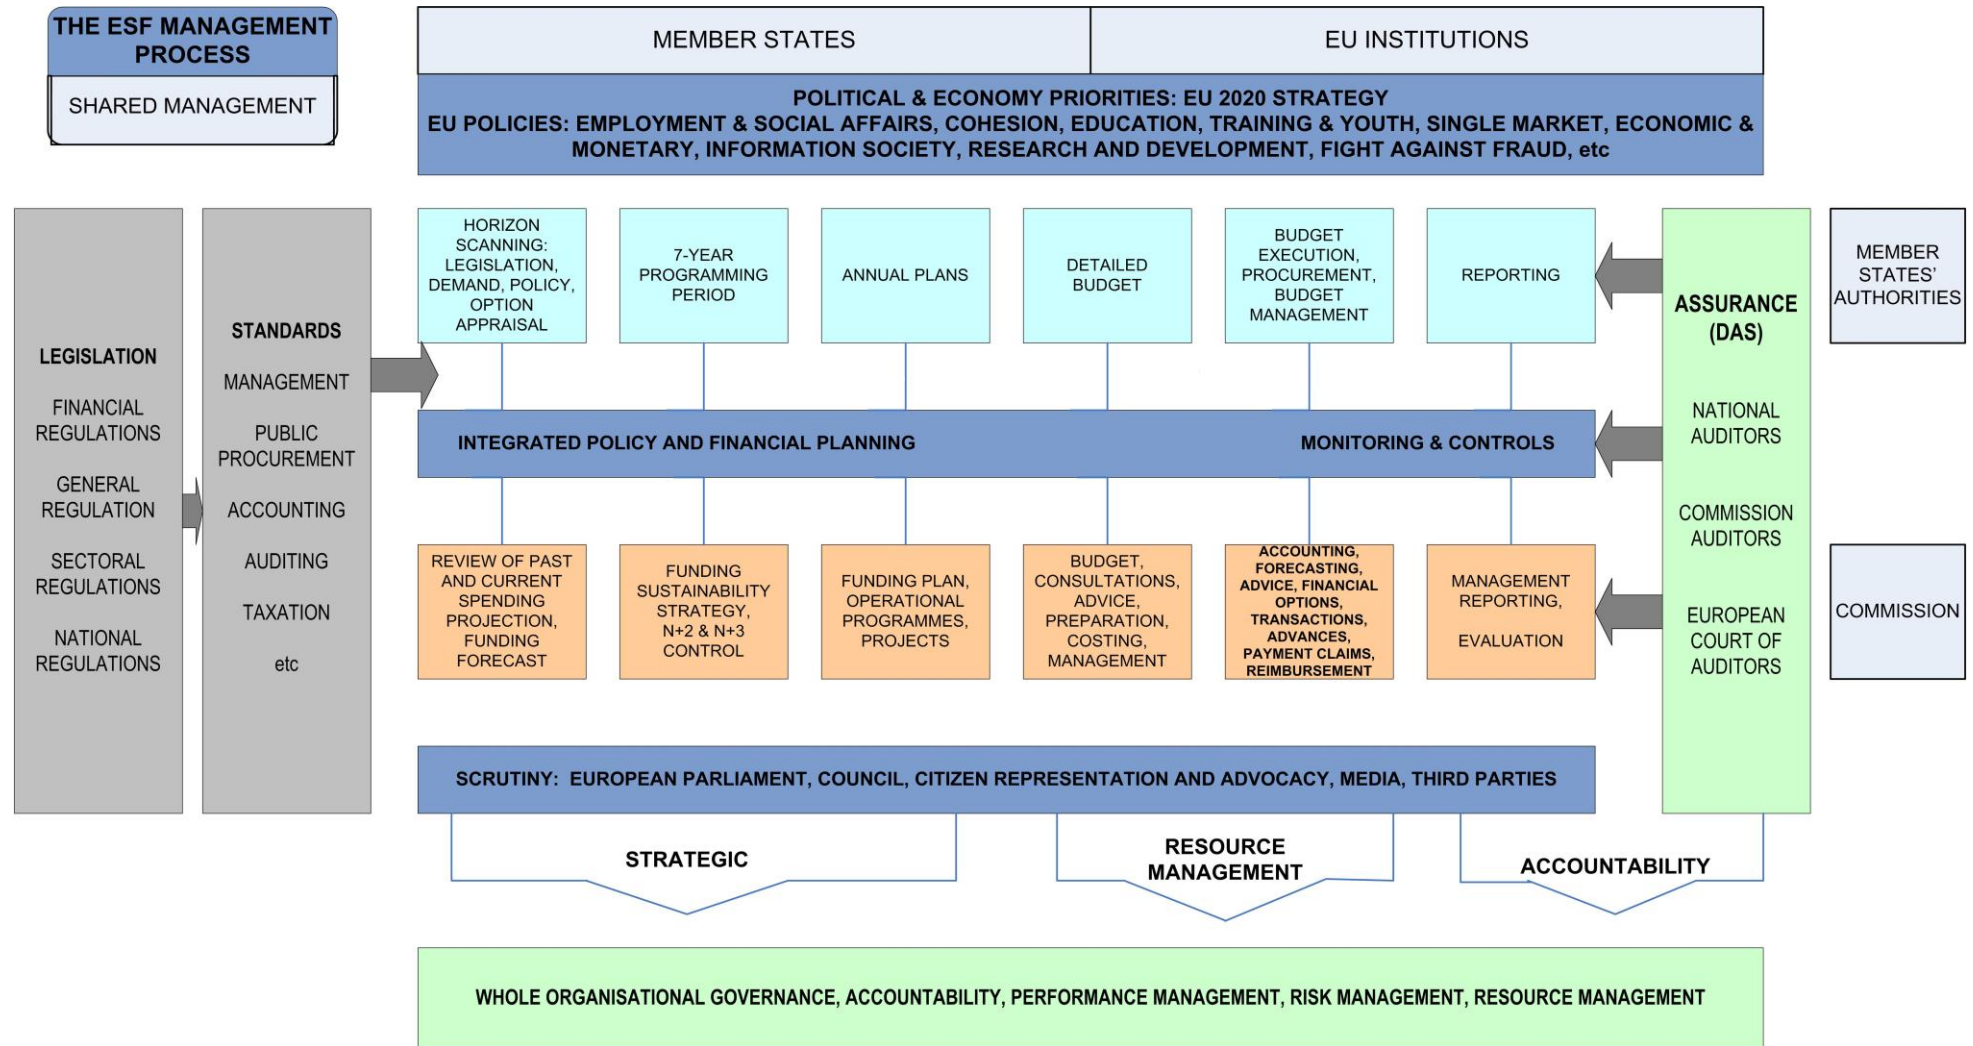 THE ESF MANAGEMENT
PROCESS
SHARED MANAGEMENT
MEMBER STATES
EU INSTITUTIONS
POLITICAL & ECONOMY PRIORITIES: EU 2020 STRATEGY
EU POLICIES: EMPLOYMENT & SOCIAL AFFAIRS, COHESION, EDUCATION, TRAINING & YOUTH, SINGLE MARKET, ECONOMIC &
MONETARY, INFORMATION SOCIETY, RESEARCH AND DEVELOPMENT, FIGHT AGAINST FRAUD, etc
LEGISLATION
FINANCIAL
REGULATIONS
GENERAL
REGULATION
SECTORAL
REGULATIONS
NATIONAL
REGULATIONS
STANDARDS
MANAGEMENT
PUBLIC
PROCUREMENT
ACCOUNTING
AUDITING
TAXATION
etc
HORIZON
SCANNING:
LEGISLATION,
DEMAND, POLICY,
OPTION
APPRAISAL
7-YEAR
PROGRAMMING
PERIOD
ANNUAL PLANS
DETAILED
BUDGET
BUDGET
EXECUTION,
PROCUREMENT,
BUDGET
MANAGEMENT
REPORTING
INTEGRATED POLICY AND FINANCIAL PLANNING
MONITORING & CONTROLS
REVIEW OF PAST
AND CURRENT
SPENDING
PROJECTION,
FUNDING
FORECAST
FUNDING
SUSTAINABILITY
STRATEGY,
N+2 & N+3
CONTROL
FUNDING PLAN,
OPERATIONAL
PROGRAMMES,
PROJECTS
BUDGET,
CONSULTATIONS,
ADVICE,
PREPARATION,
COSTING,
MANAGEMENT
ACCOUNTING,
FORECASTING,
ADVICE, FINANCIAL
OPTIONS,
TRANSACTIONS,
ADVANCES,
PAYMENT CLAIMS,
REIMBURSEMENT
MANAGEMENT
REPORTING,
EVALUATION
ASSURANCE
(DAS)
NATIONAL
AUDITORS
COMMISSION
AUDITORS
EUROPEAN
COURT OF
AUDITORS
MEMBER
STATES'
AUTHORITIES
COMMISSION
SCRUTINY: EUROPEAN PARLIAMENT, COUNCIL, CITIZEN REPRESENTATION AND ADVOCACY, MEDIA, THIRD PARTIES
STRATEGIC
RESOURCE
MANAGEMENT
ACCOUNTABILITY
WHOLE ORGANISATIONAL GOVERNANCE, ACCOUNTABILITY, PERFORMANCE MANAGEMENT, RISK MANAGEMENT, RESOURCE MANAGEMENT